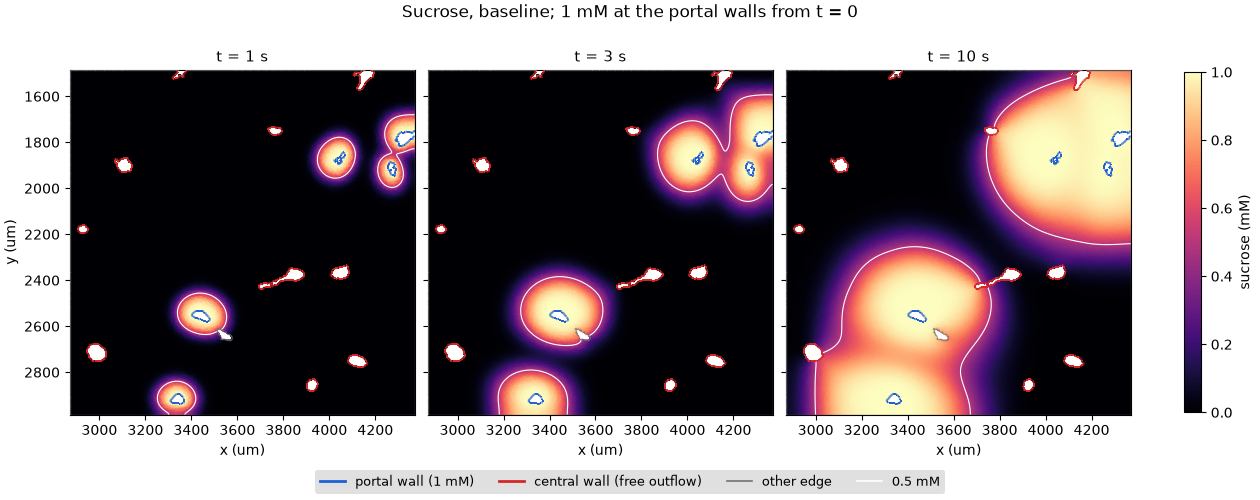 Sucrose, baseline; 1 mM at the portal walls from t = 0
t = 1 s
t = 3 s
t = 10 s
y (um)
1600
1800
2000
2200
2400
2600
2800
3000 3200 3400 3600 3800 4000 4200
3000 3200 3400 3600 3800 4000 4200
3000 3200 3400 3600 3800 4000 4200
x (um)
x (um)
x (um)
1.0
0.8
0.6
0.4
0.2
0.0
sucrose (mM)
portal wall (1 mM) central wall (free outflow) other edge 0.5 mM